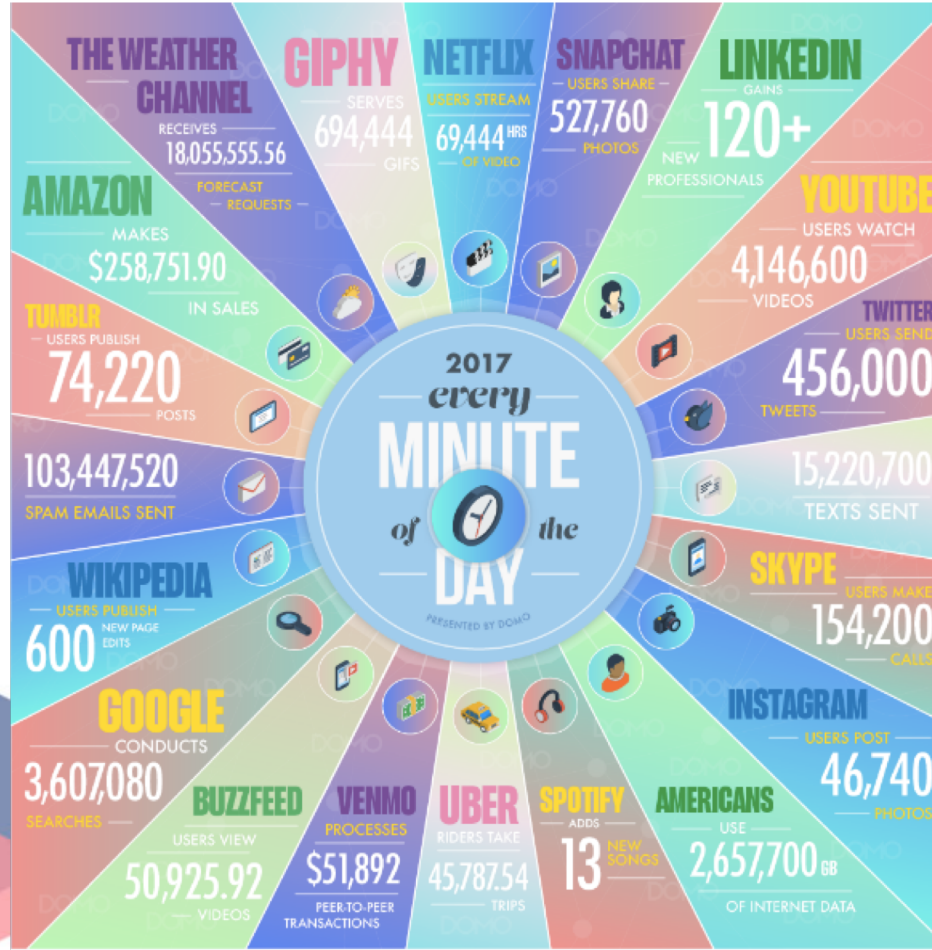 THE WEATHER
CHANNEL
RECEIVES
18,055,555.56
FORECAST
REQUESTS
GIPHY
SERVES
694,444
GIFS
NETFLIX
USERS STREAM
69,444 HRS
OF VIDEO
SNAPCHAT
USERS SHARE
527,760
PHOTOS
LINKEDIN
GAINS
120+
NEW
PROFESSIONALS
YOUTUBE
USERS WATCH
4,146,600
VIDEOS
TWITTER
USERS SEND
456,000
TWEETS
15,220,700
TEXTS SENT
SKYPE
USERS MAKE
154,200
CALLS
INSTAGRAM
USERS POST
46,740
PHOTOS
AMERICANS
USE
2,657,700 GB
OF INTERNET DATA
SPOTIFY
ADDS
13 NEW
SONGS
UBER
RIDERS TAKE
45,787.54
TRIPS
VENMO
PROCESSES
$51,892
PEER-TO-PEER
TRANSACTIONS
BUZZFEED
USERS VIEW
50,925.92
VIDEOS
GOOGLE
CONDUCTS
3,607,080
SEARCHES
WIKIPEDIA
USERS PUBLISH
600 NEW PAGE
EDITS
103,447,520
SPAM EMAILS SENT
TUMBLR
USERS PUBLISH
74,220
POSTS
AMAZON
MAKES
$258,751.90
IN SALES
2017
every
MINUTE
of the
DAY
PRESENTED BY DOMO